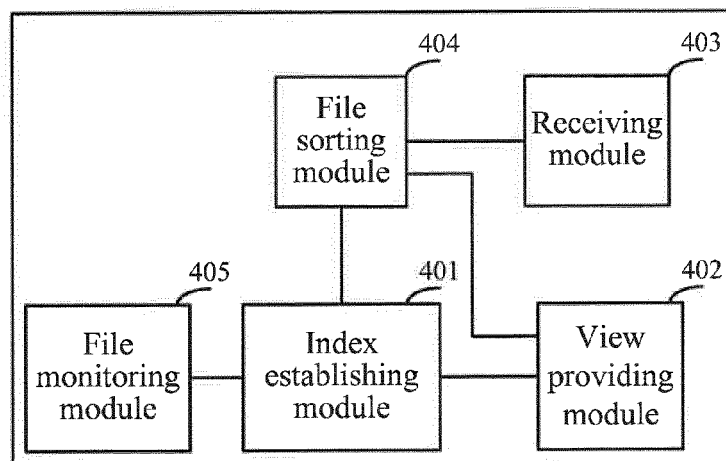 404
File
sorting
module
403
Receiving
module
405
File
monitoring
module
401
Index
establishing
module
402
View
providing
module